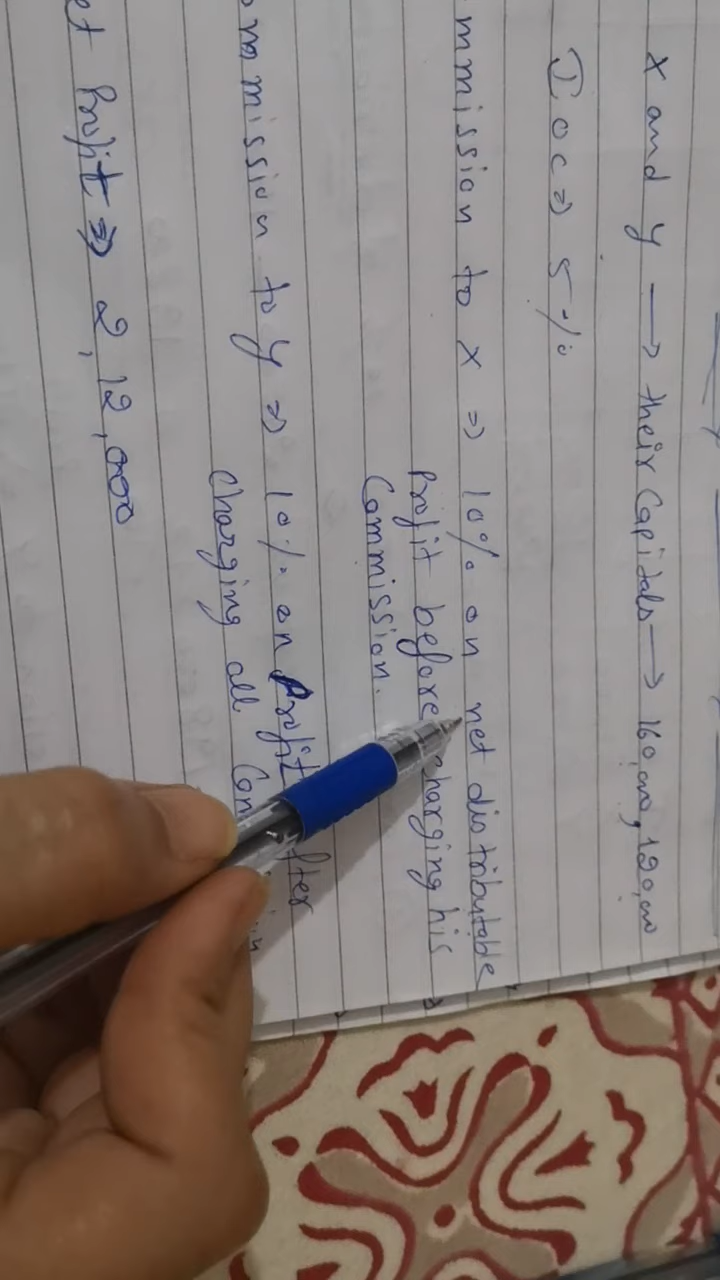 x and y → their Capitals → 160,000, 120,000
IOC ⇒ 5%
mmission to x ⇒ 10% on net distributable
Profit before charging his
Commission.
ommission to y ⇒ 10% on Profit after
Charging all
et Profit ⇒ 2,12,000